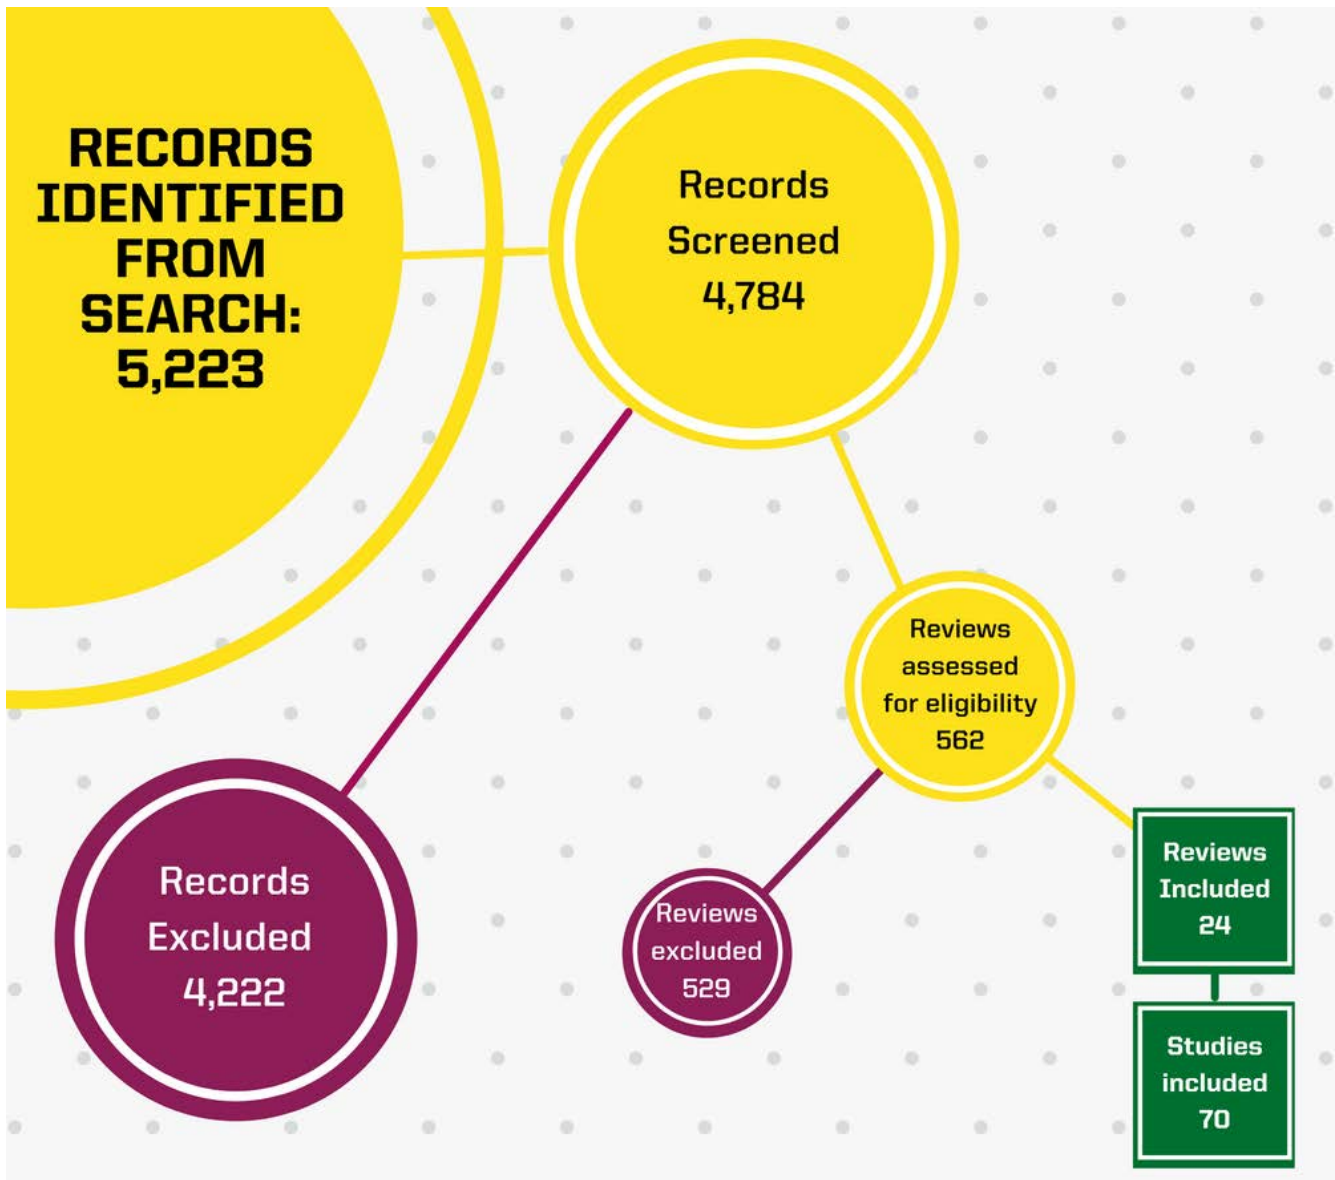 RECORDS
IDENTIFIED
FROM
SEARCH:
5,223
Records
Screened
4,784
Reviews
assessed
for eligibility
562
Records
Excluded
4,222
Reviews
excluded
529
Reviews
Included
24
Studies
included
70